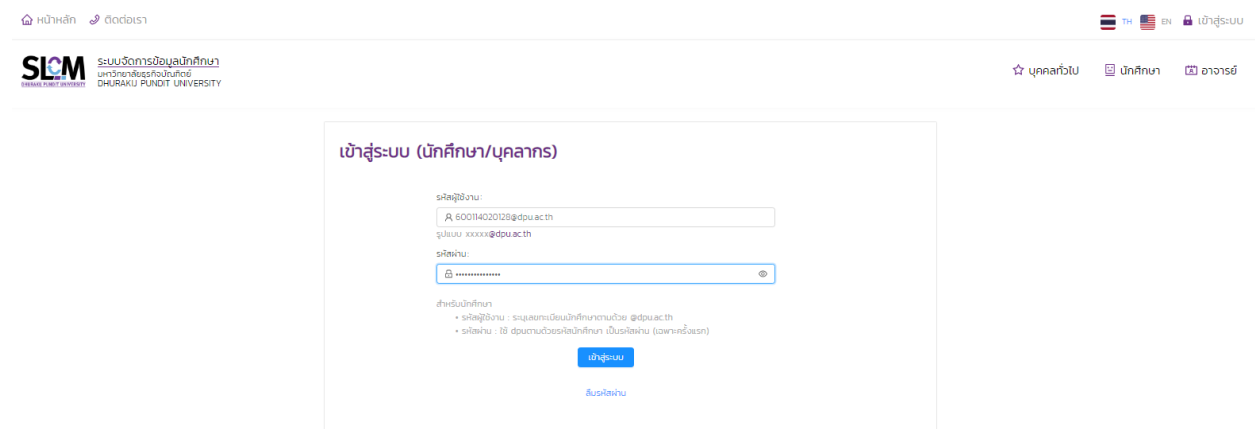 หน้าหลัก ติดต่อเรา TH EN เข้าสู่ระบบ
SLCM ระบบจัดการข้อมูลนักศึกษา
มหาวิทยาลัยธุรกิจบัณฑิตย์
DHURAKIJ PUNDIT UNIVERSITY DHURAKIJ PUNDIT UNIVERSITY
บุคคลทั่วไป นักศึกษา อาจารย์
เข้าสู่ระบบ (นักศึกษา/บุคลากร)
รหัสผู้ใช้งาน:
600114020128@dpu.ac.th
รูปแบบ xxxxx@dpu.ac.th
รหัสผ่าน:
••••••••••••••
สำหรับนักศึกษา
• รหัสผู้ใช้งาน : ระบุเลขทะเบียนนักศึกษาตามด้วย @dpu.ac.th
• รหัสผ่าน : ใช้ dpuตามด้วยรหัสนักศึกษา เป็นรหัสผ่าน (เฉพาะครั้งแรก)
เข้าสู่ระบบ
ลืมรหัสผ่าน